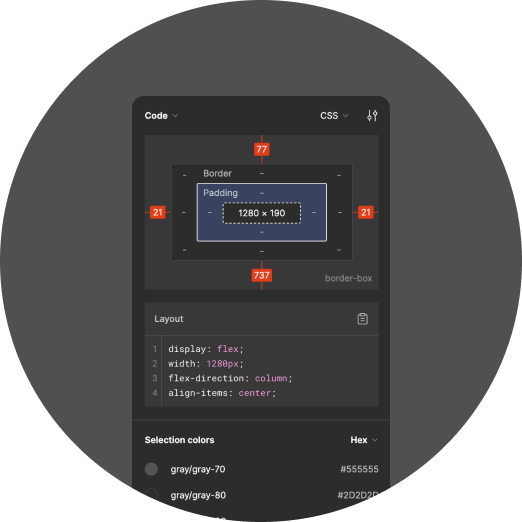 Code CSS
77
Border -
- -
Padding -
21 - - 1280 × 190 - - 21
-
- - -
737
border-box
Layout
1 display: flex;
2 width: 1280px;
3 flex-direction: column;
4 align-items: center;
Selection colors Hex
gray/gray-70 #555555
gray/gray-80 #2D2D2D